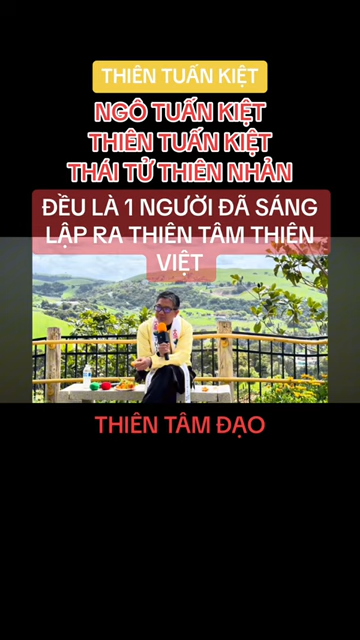 THIÊN TUẤN KIỆT
NGÔ TUẤN KIỆT
THIÊN TUẤN KIỆT
THÁI TỬ THIÊN NHẢN
ĐỀU LÀ 1 NGƯỜI ĐÃ SÁNG
LẬP RA THIÊN TÂM THIỀN
VIỆT
THIÊN TÂM ĐẠO